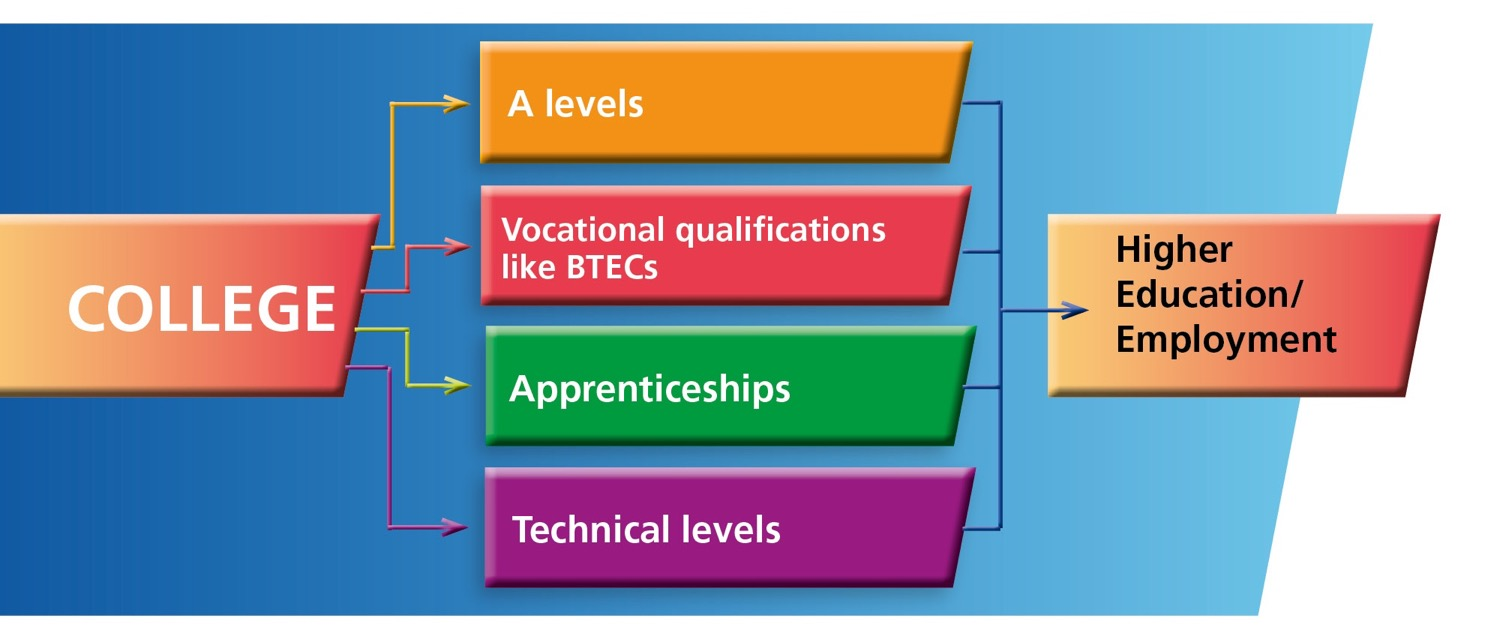 COLLEGE
A levels
Vocational qualifications
like BTECs
Apprenticeships
Technical levels
Higher
Education/
Employment